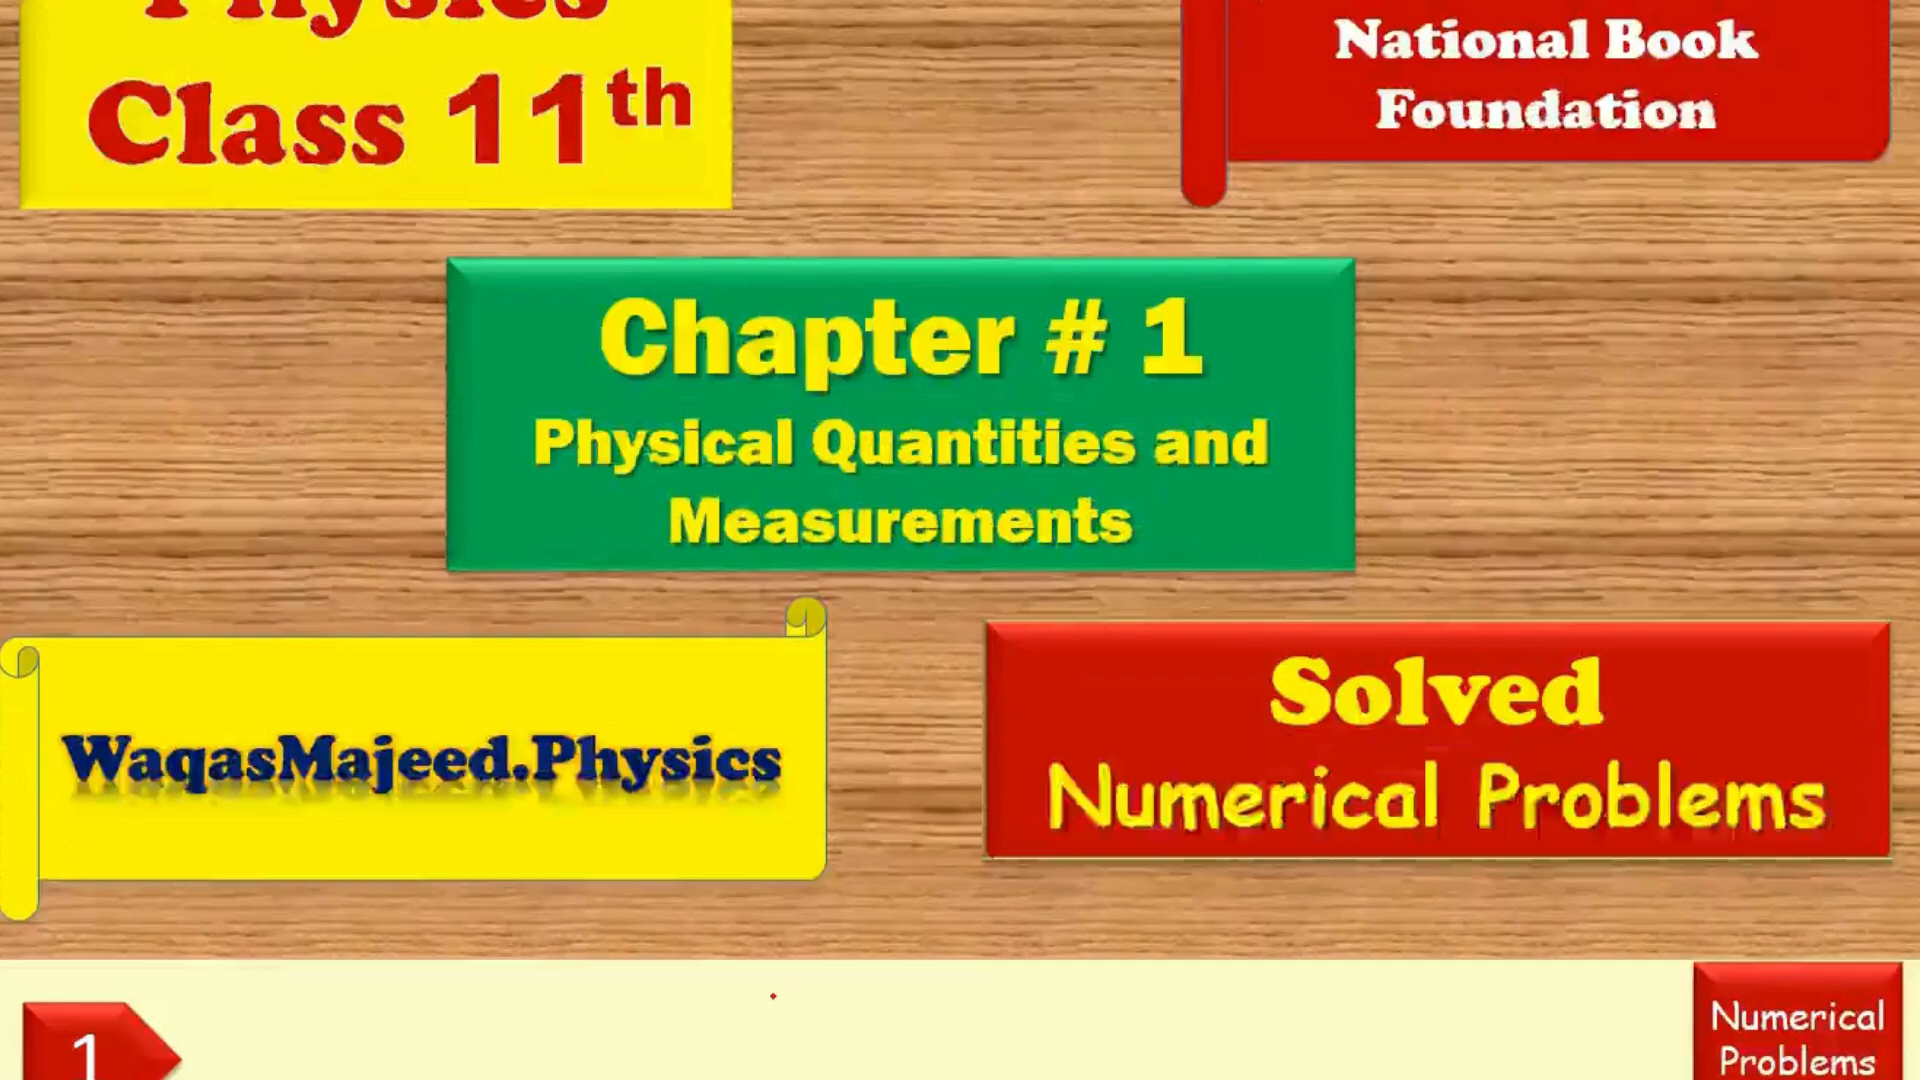 Physics
Class 11th
National Book
Foundation
Chapter # 1
Physical Quantities and
Measurements
WaqasMajeed.Physics
Solved
Numerical Problems
1
Numerical
Problems